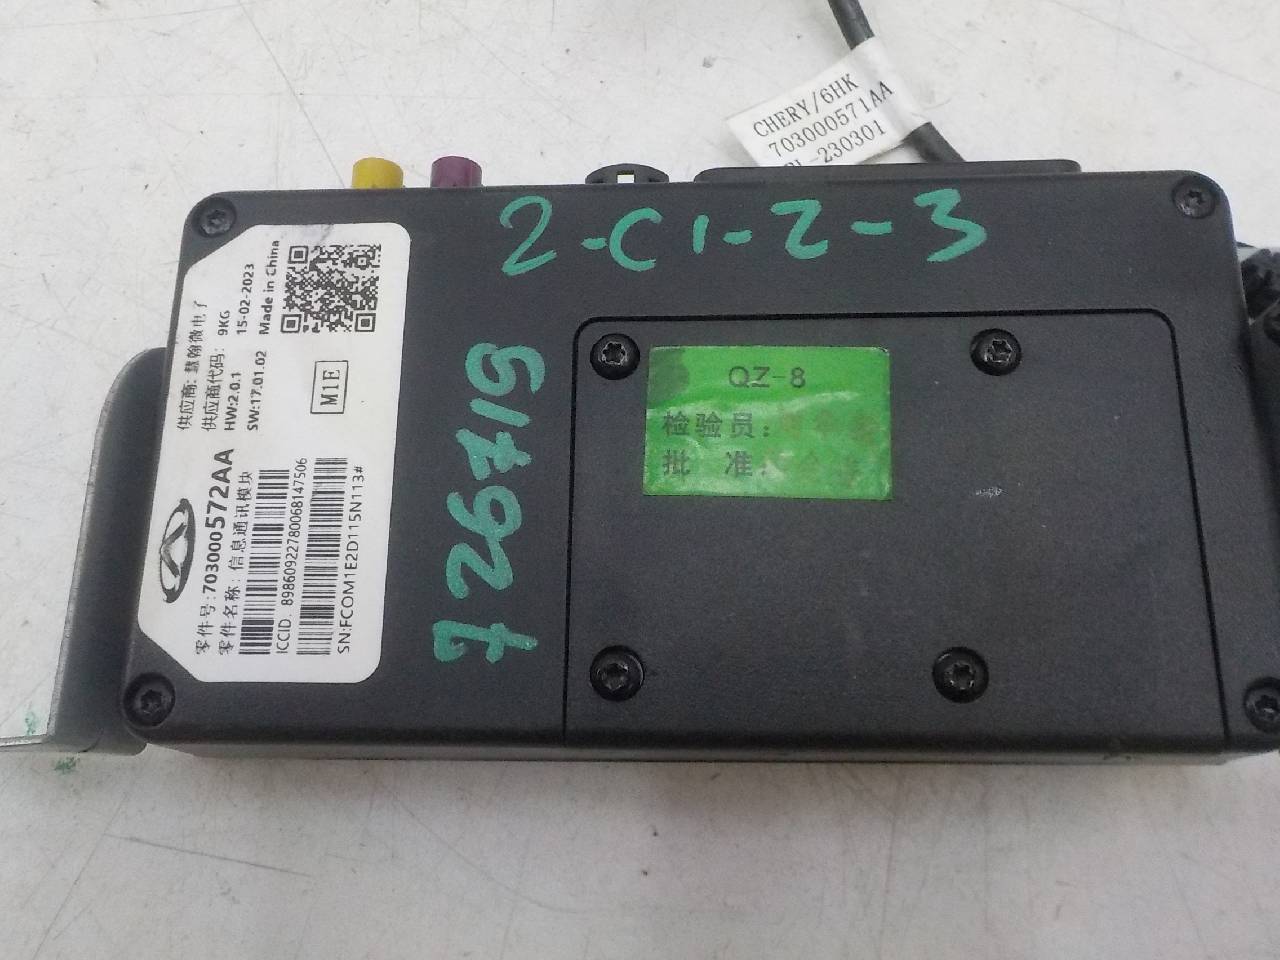 CHERY/6HK
703000571AA
-230301
2-C1-2-3
726719
QZ-8
检验员:
批 准:
供应商: 慧翰微电子
供应商代码: 9KG
HW:2.0.1 15-02-2023
SW:17.01.02 Made in China
M1E
零件号:703000572AA
零件名称: 信息通讯模块
ICCID: 89860922780068147506
SN:FCOM1E2D115N113#